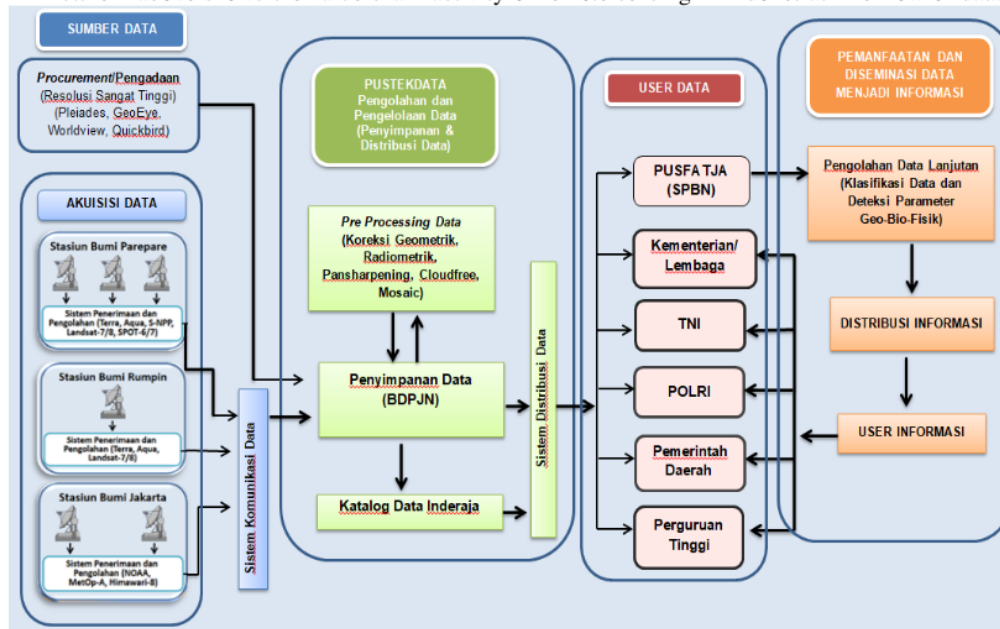 SUMBER DATA
Procurement/Pengadaan
(Resolusi Sangat Tinggi)
(Pleiades, GeoEye,
Worldview, Quickbird)
AKUISISI DATA
Stasiun Bumi Parepare
Sistem Penerimaan dan
Pengolahan (Terra, Aqua, S-NPP,
Landsat-7/8, SPOT-6/7)
Stasiun Bumi Rumpin
Sistem Penerimaan dan
Pengolahan (Terra, Aqua,
Landsat-7/8)
Stasiun Bumi Jakarta
Sistem Penerimaan dan
Pengolahan (NOAA,
MetOp-A, Himawari-8)
Sistem Komunikasi Data
PUSTEKDATA
Pengolahan dan
Pengelolaan Data
(Penyimpanan &
Distribusi Data)
Pre Processing Data
(Koreksi Geometrik,
Radiometrik,
Pansharpening, Cloudfree,
Mosaic)
Penyimpanan Data
(BDPJN)
Katalog Data Inderaja
Sistem Distribusi Data
USER DATA
PUSFATJA
(SPBN)
Kementerian/
Lembaga
TNI
POLRI
Pemerintah
Daerah
Perguruan
Tinggi
PEMANFAATAN DAN
DISEMINASI DATA
MENJADI INFORMASI
Pengolahan Data Lanjutan
(Klasifikasi Data dan
Deteksi Parameter
Geo-Bio-Fisik)
DISTRIBUSI INFORMASI
USER INFORMASI